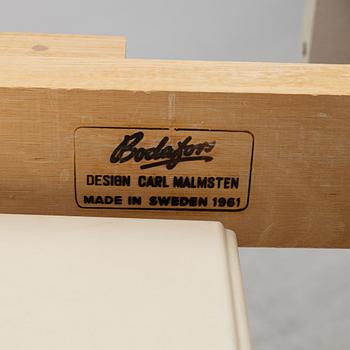 Bodafors
DESIGN CARL MALMSTEN
MADE IN SWEDEN 1961